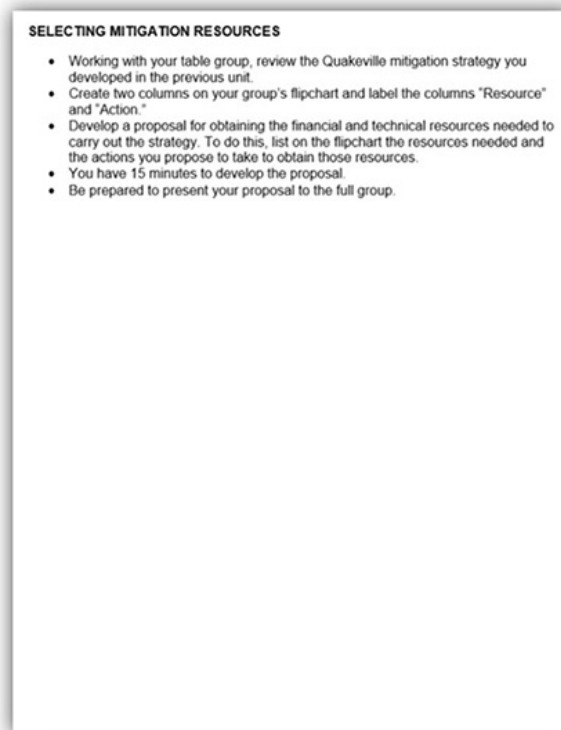 SELECTING MITIGATION RESOURCES
• Working with your table group, review the Quakeville mitigation strategy you
developed in the previous unit.
• Create two columns on your group's flipchart and label the columns "Resource"
and "Action."
• Develop a proposal for obtaining the financial and technical resources needed to
carry out the strategy. To do this, list on the flipchart the resources needed and
the actions you propose to take to obtain those resources.
• You have 15 minutes to develop the proposal.
• Be prepared to present your proposal to the full group.